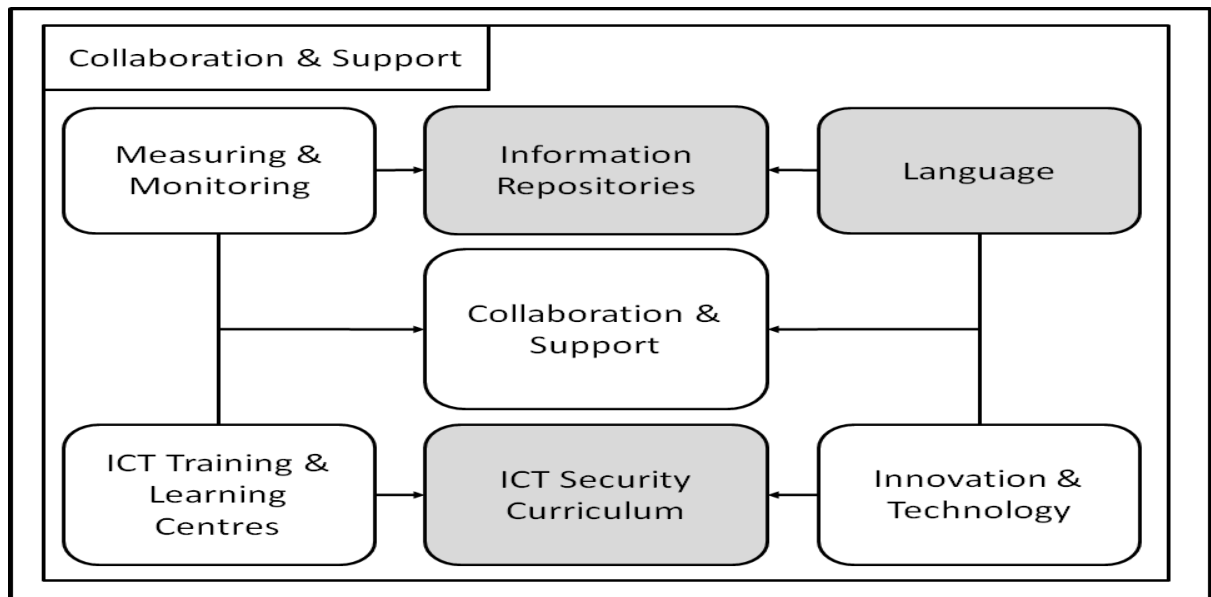 Collaboration & Support
Measuring &
Monitoring
Information
Repositories
Language
Collaboration &
Support
ICT Training &
Learning
Centres
ICT Security
Curriculum
Innovation &
Technology